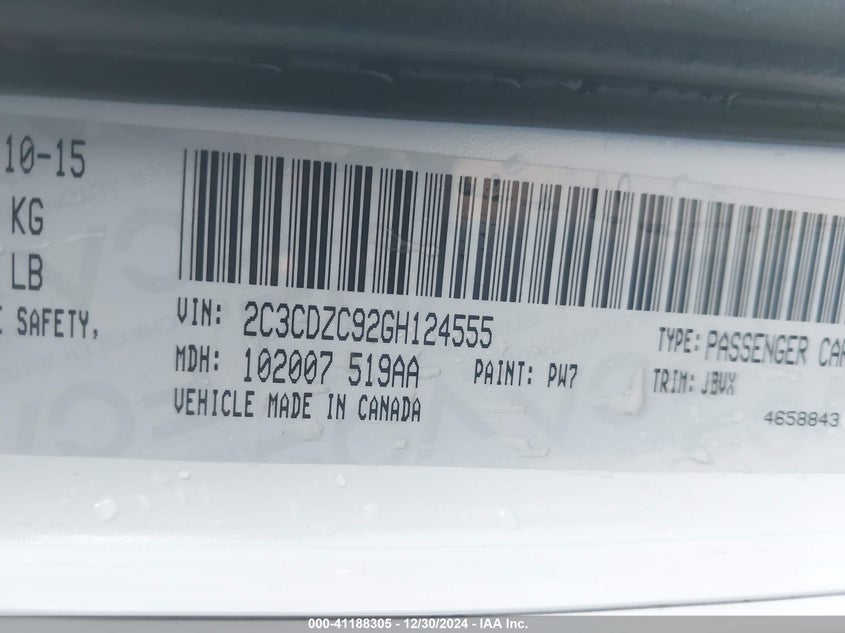 10-15
KG
LB
SAFETY,
VIN: 2C3CDZC92GH124555
MDH: 102007 519AA
PAINT: PW7
VEHICLE MADE IN CANADA
TYPE: PASSENGER CAR
TRIM: JBVX
4658843
000-41188305 - 12/30/2024 - IAA Inc.